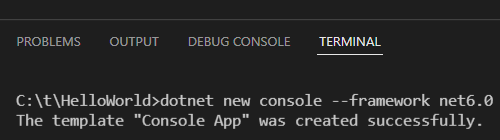 PROBLEMS OUTPUT DEBUG CONSOLE TERMINAL
C:\t\HelloWorld>dotnet new console --framework net6.0
The template "Console App" was created successfully.